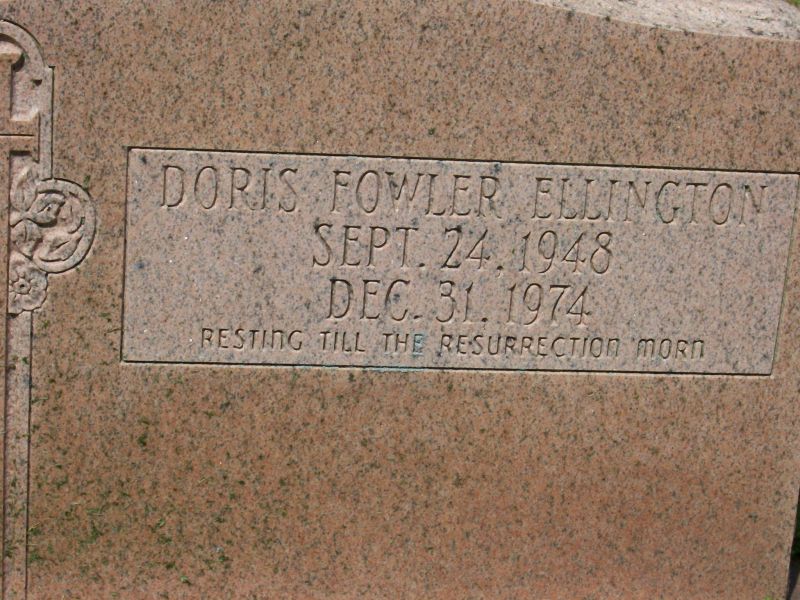 DORIS FOWLER ELLINGTON
SEPT. 24, 1948
DEC. 31, 1974
RESTING TILL THE RESURRECTION MORN